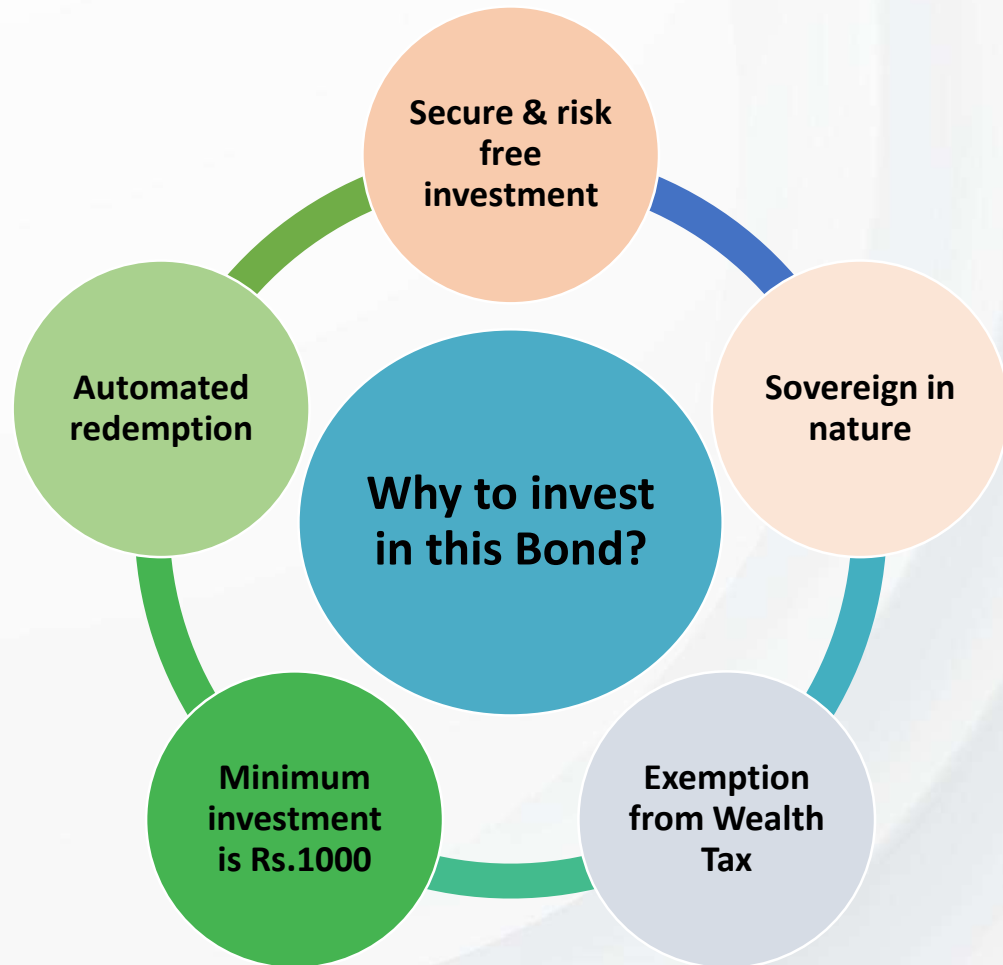 Secure & risk
free
investment
Sovereign in
nature
Exemption
from Wealth
Tax
Minimum
investment
is Rs.1000
Automated
redemption
Why to invest
in this Bond?